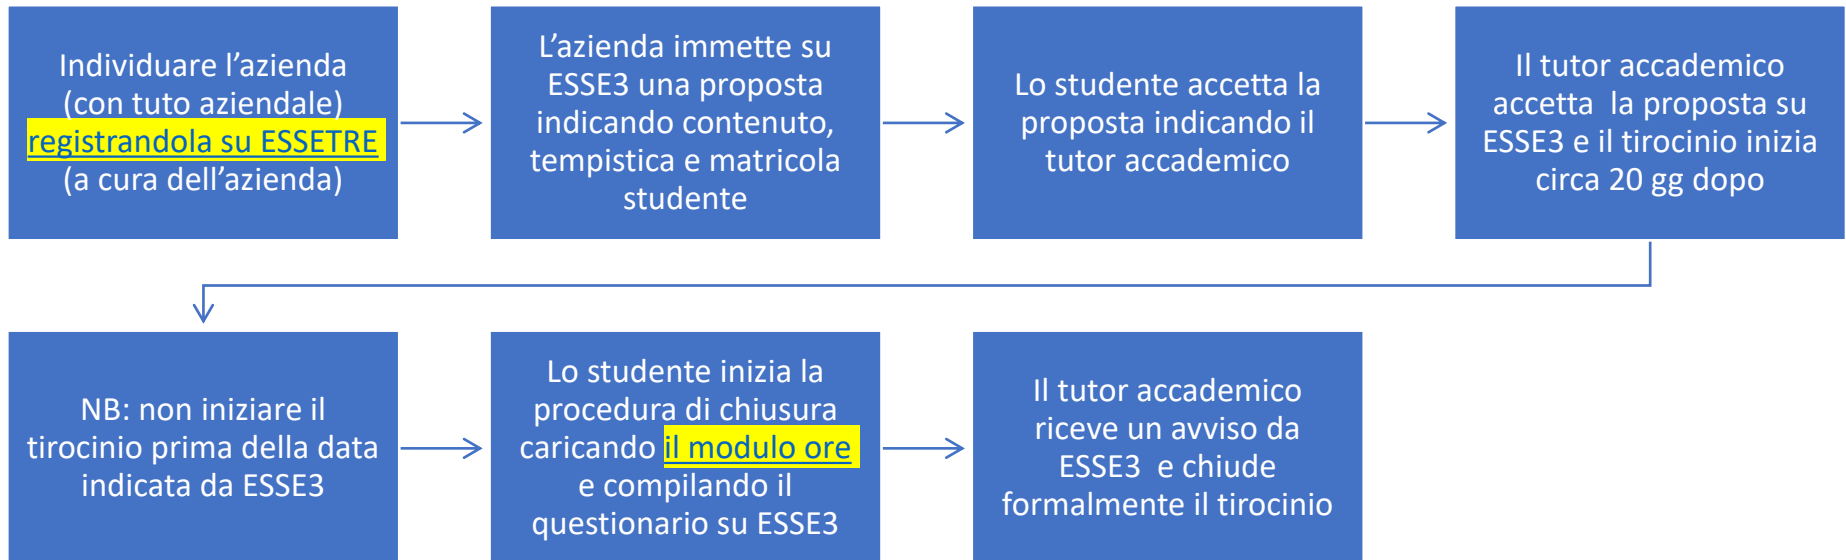 Individuare l’azienda
(con tuto aziendale)
registrandola su ESSETRE
(a cura dell’azienda)
L’azienda immette su
ESSE3 una proposta
indicando contenuto,
tempistica e matricola
studente
Lo studente accetta la
proposta indicando il
tutor accademico
Il tutor accademico
accetta  la proposta su
ESSE3 e il tirocinio inizia
circa 20 gg dopo
NB: non iniziare il
tirocinio prima della data
indicata da ESSE3
Lo studente inizia la
procedura di chiusura
caricando il modulo ore
e compilando il
questionario su ESSE3
Il tutor accademico
riceve un avviso da
ESSE3  e chiude
formalmente il tirocinio